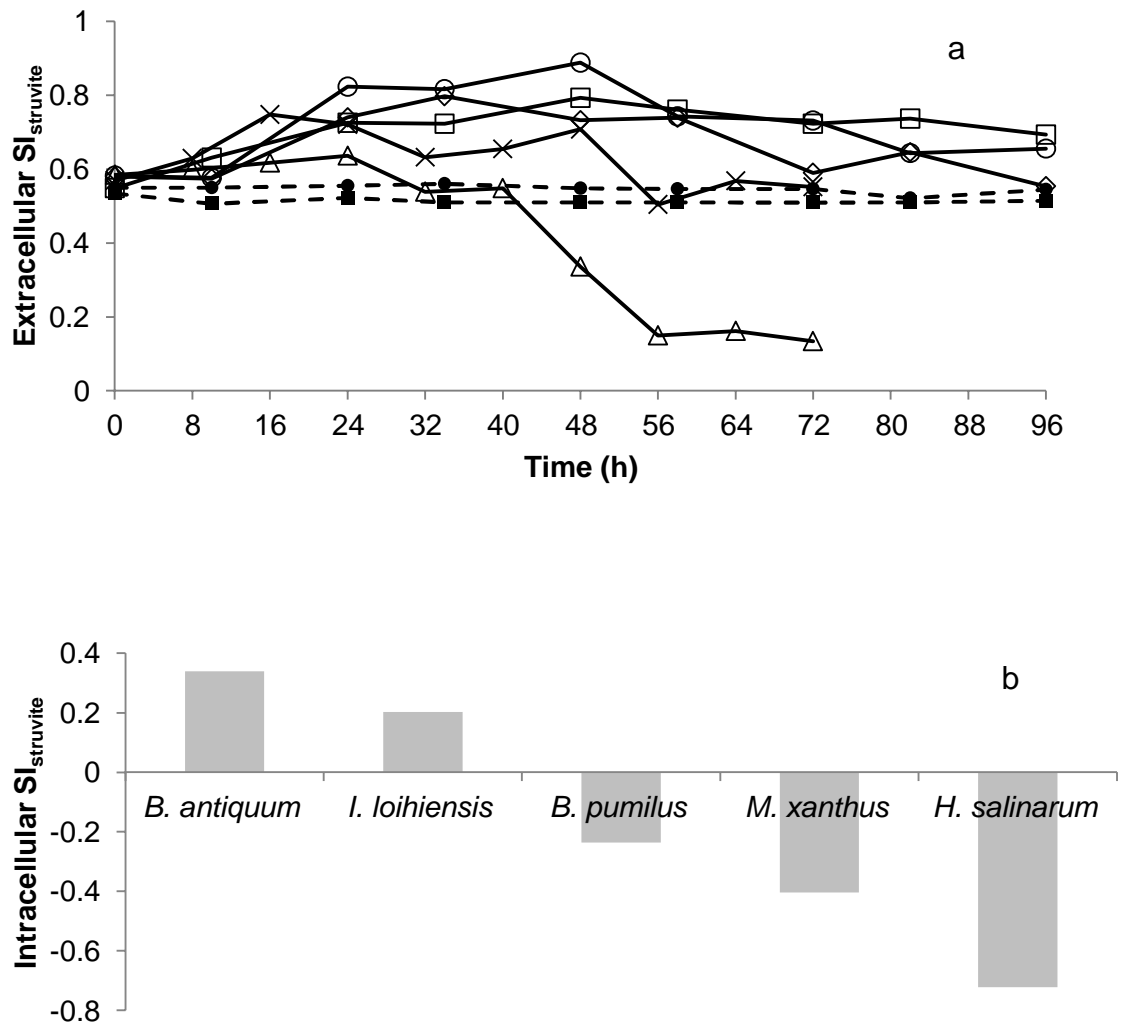 a
Extracellular SIstruvite
1
0.8
0.6
0.4
0.2
0
0 8 16 24 32 40 48 56 64 72 80 88 96
Time (h)
b
Intracellular SIstruvite
0.4
0.2
0
B. antiquum I. loihiensis B. pumilus M. xanthus H. salinarum
-0.2
-0.4
-0.6
-0.8